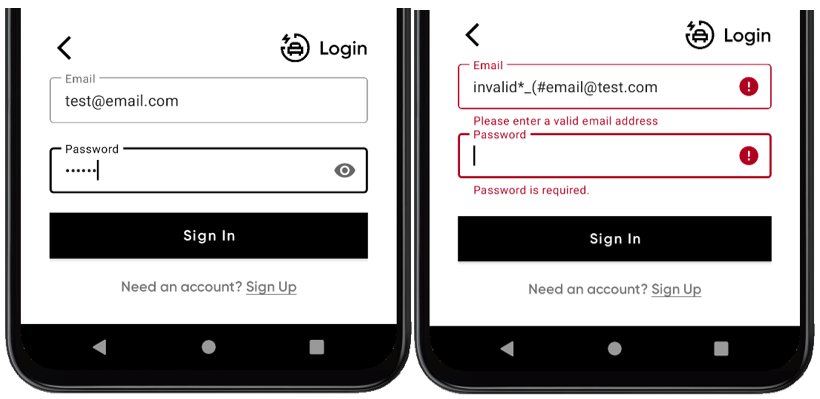 Login
Email
test@email.com
Password
••••••
Sign In
Need an account? Sign Up
Login
Email
invalid*_(#email@test.com
Please enter a valid email address
Password
Password is required.
Sign In
Need an account? Sign Up